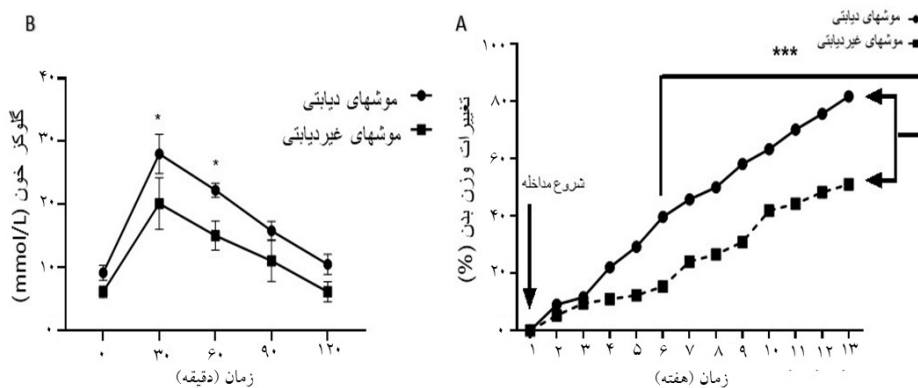 A
موشهای دیابتی
موشهای غیردیابتی
***
تغییرات وزن بدن (%)
۱۰۰
۸۰
۶۰
۴۰
۲۰
۰
شروع مداخله
۱ ۲ ۳ ۴ ۵ ۶ ۷ ۸ ۹ ۱۰ ۱۱ ۱۲ ۱۳
زمان (هفته)
B
موشهای دیابتی
موشهای غیردیابتی
* *
گلوکز خون (mmol/L)
۴۰
۳۰
۲۰
۱۰
۰
۰ ۳۰ ۶۰ ۹۰ ۱۲۰
زمان (دقیقه)